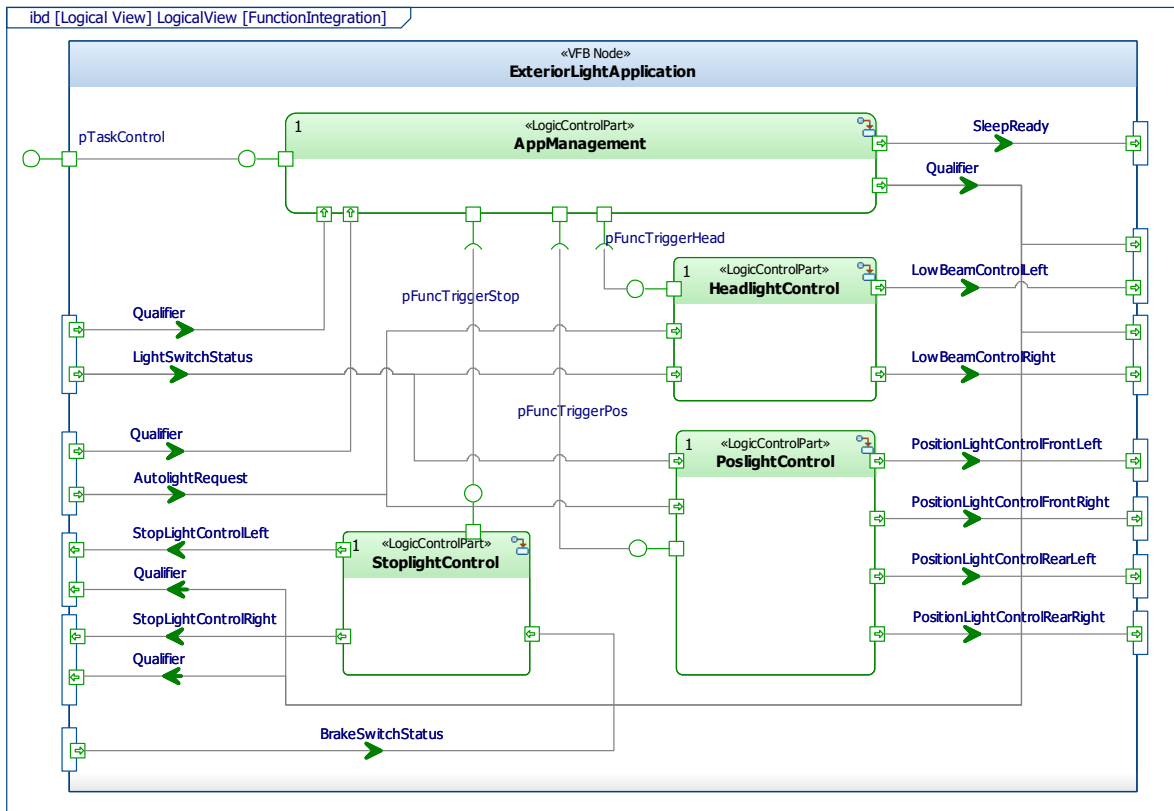 ibd [Logical View] LogicalView [FunctionIntegration]
«VFB Node»
ExteriorLightApplication
pTaskControl
1
«LogicControlPart»
AppManagement
SleepReady
Qualifier
pFuncTriggerHead
1
«LogicControlPart»
HeadlightControl
LowBeamControlLeft
pFuncTriggerStop
Qualifier
LightSwitchStatus
LowBeamControlRight
pFuncTriggerPos
Qualifier
AutolightRequest
1
«LogicControlPart»
PoslightControl
PositionLightControlFrontLeft
PositionLightControlFrontRight
StopLightControlLeft
1
«LogicControlPart»
StoplightControl
PositionLightControlRearLeft
Qualifier
StopLightControlRight
PositionLightControlRearRight
Qualifier
BrakeSwitchStatus